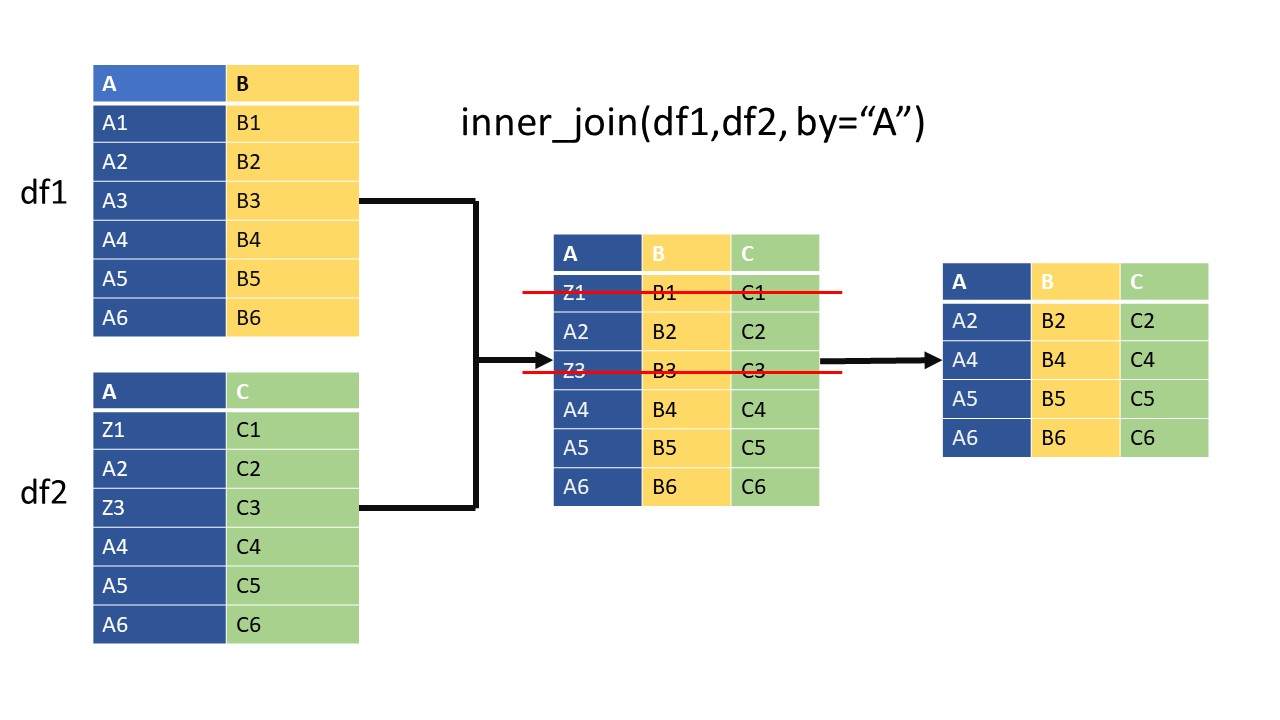 inner_join(df1,df2, by=“A”)
df1
A B
A1 B1
A2 B2
A3 B3
A4 B4
A5 B5
A6 B6
df2
A C
Z1 C1
A2 C2
Z3 C3
A4 C4
A5 C5
A6 C6
A B C
Z1 B1 C1
A2 B2 C2
Z3 B3 C3
A4 B4 C4
A5 B5 C5
A6 B6 C6
A B C
A2 B2 C2
A4 B4 C4
A5 B5 C5
A6 B6 C6